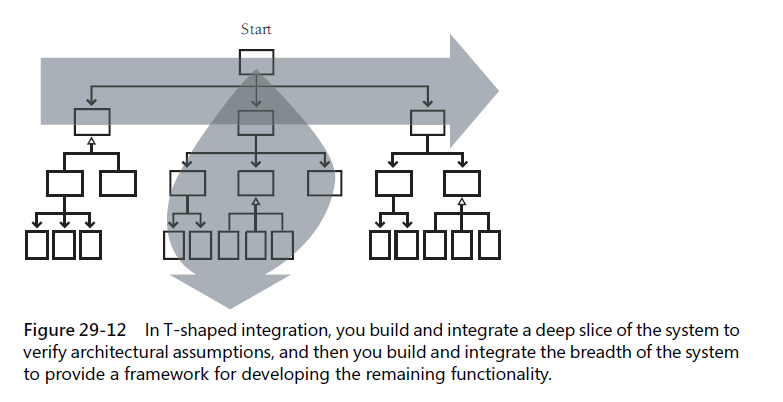 Start
Figure 29-12 In T-shaped integration, you build and integrate a deep slice of the system to
verify architectural assumptions, and then you build and integrate the breadth of the system
to provide a framework for developing the remaining functionality.